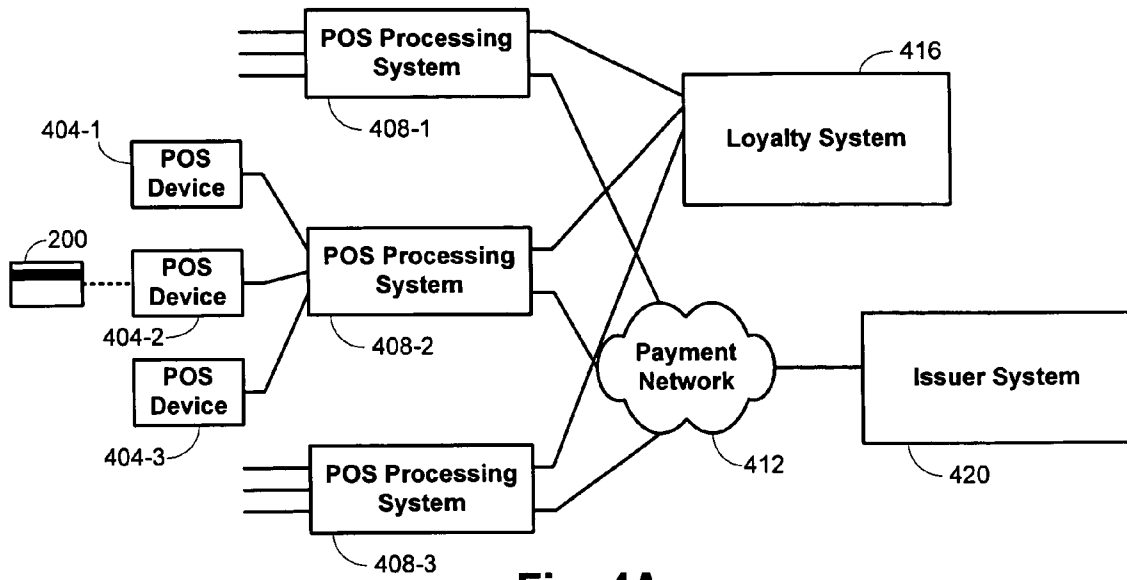 POS Processing
System
408-1
416
Loyalty System
404-1
POS
Device
200
POS
Device
404-2
POS Processing
System
408-2
POS
Device
404-3
Payment
Network
412
Issuer System
420
POS Processing
System
408-3
Fig. 4A